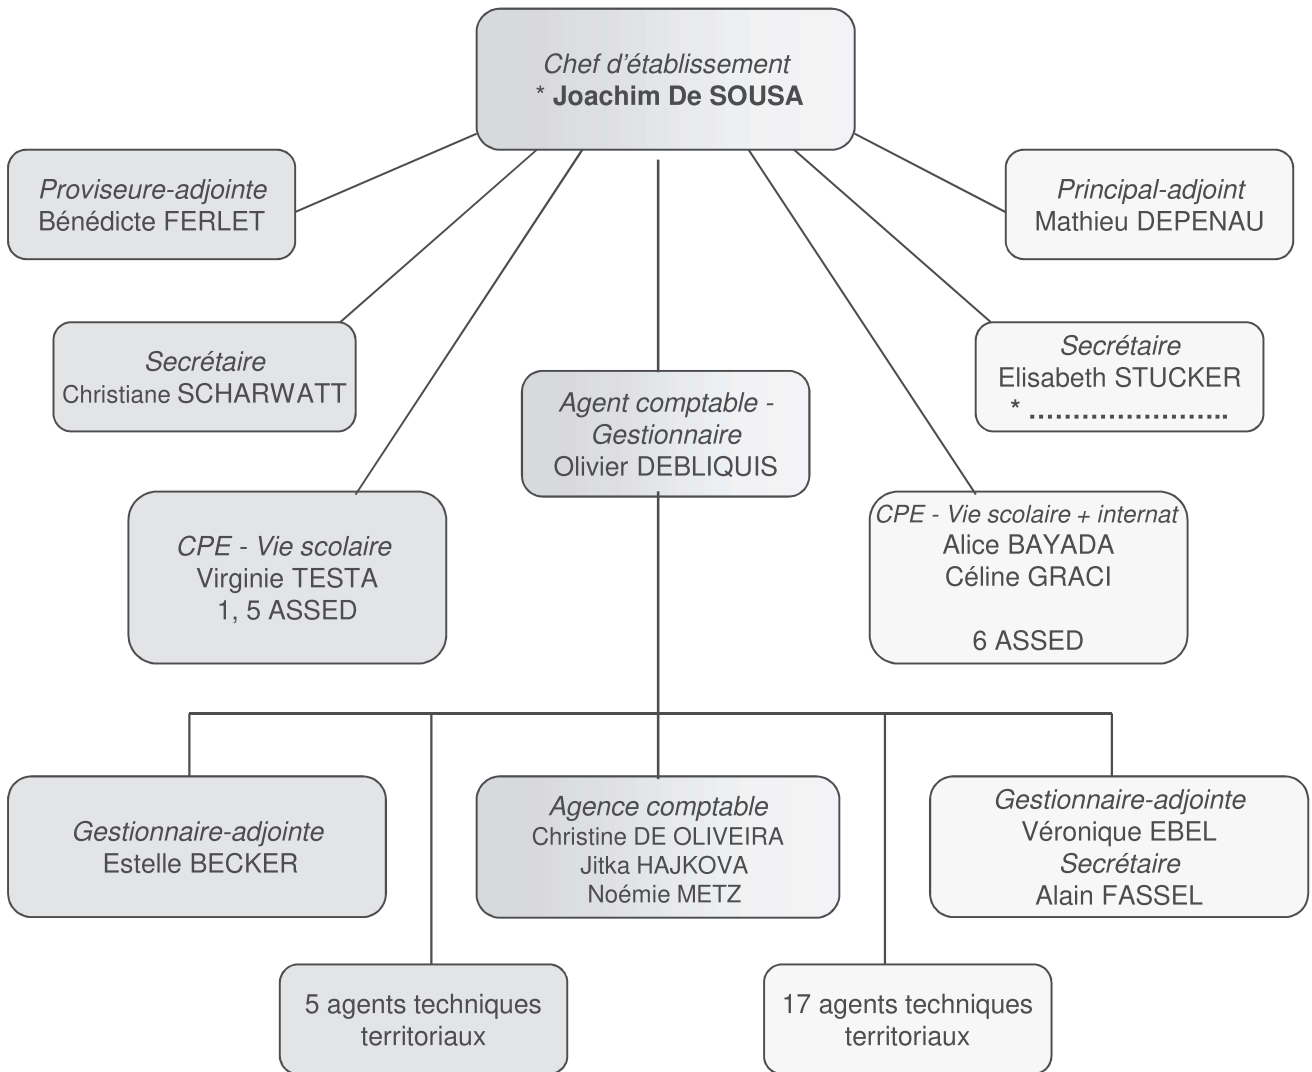 Chef d'établissement
* Joachim De SOUSA
Proviseure-adjointe
Bénédicte FERLET
Principal-adjoint
Mathieu DEPENAU
Secrétaire
Christiane SCHARWATT
Secrétaire
Elisabeth STUCKER
* .......................
Agent comptable -
Gestionnaire
Olivier DEBLIQUIS
CPE - Vie scolaire
Virginie TESTA
1, 5 ASSED
CPE - Vie scolaire + internat
Alice BAYADA
Céline GRACI
6 ASSED
Gestionnaire-adjointe
Estelle BECKER
Agence comptable
Christine DE OLIVEIRA
Jitka HAJKOVA
Noémie METZ
Gestionnaire-adjointe
Véronique EBEL
Secrétaire
Alain FASSEL
5 agents techniques
territoriaux
17 agents techniques
territoriaux